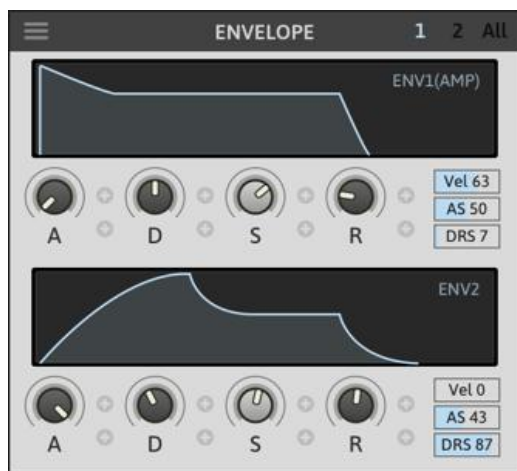 ENVELOPE 1 2 All
ENV1(AMP)
Vel 63
AS 50
DRS 7
A D S R
ENV2
Vel 0
AS 43
DRS 87
A D S R